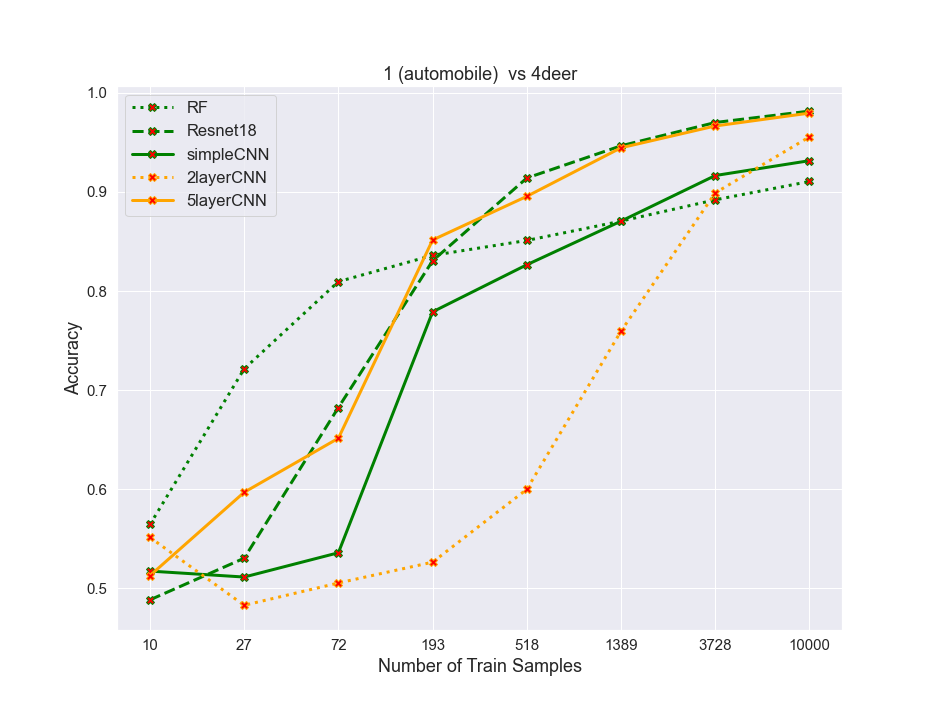 1 (automobile)  vs 4deer
1.0
0.9
0.8
0.7
0.6
0.5
Accuracy
RF
Resnet18
simpleCNN
2layerCNN
5layerCNN
10 27 72 193 518 1389 3728 10000
Number of Train Samples